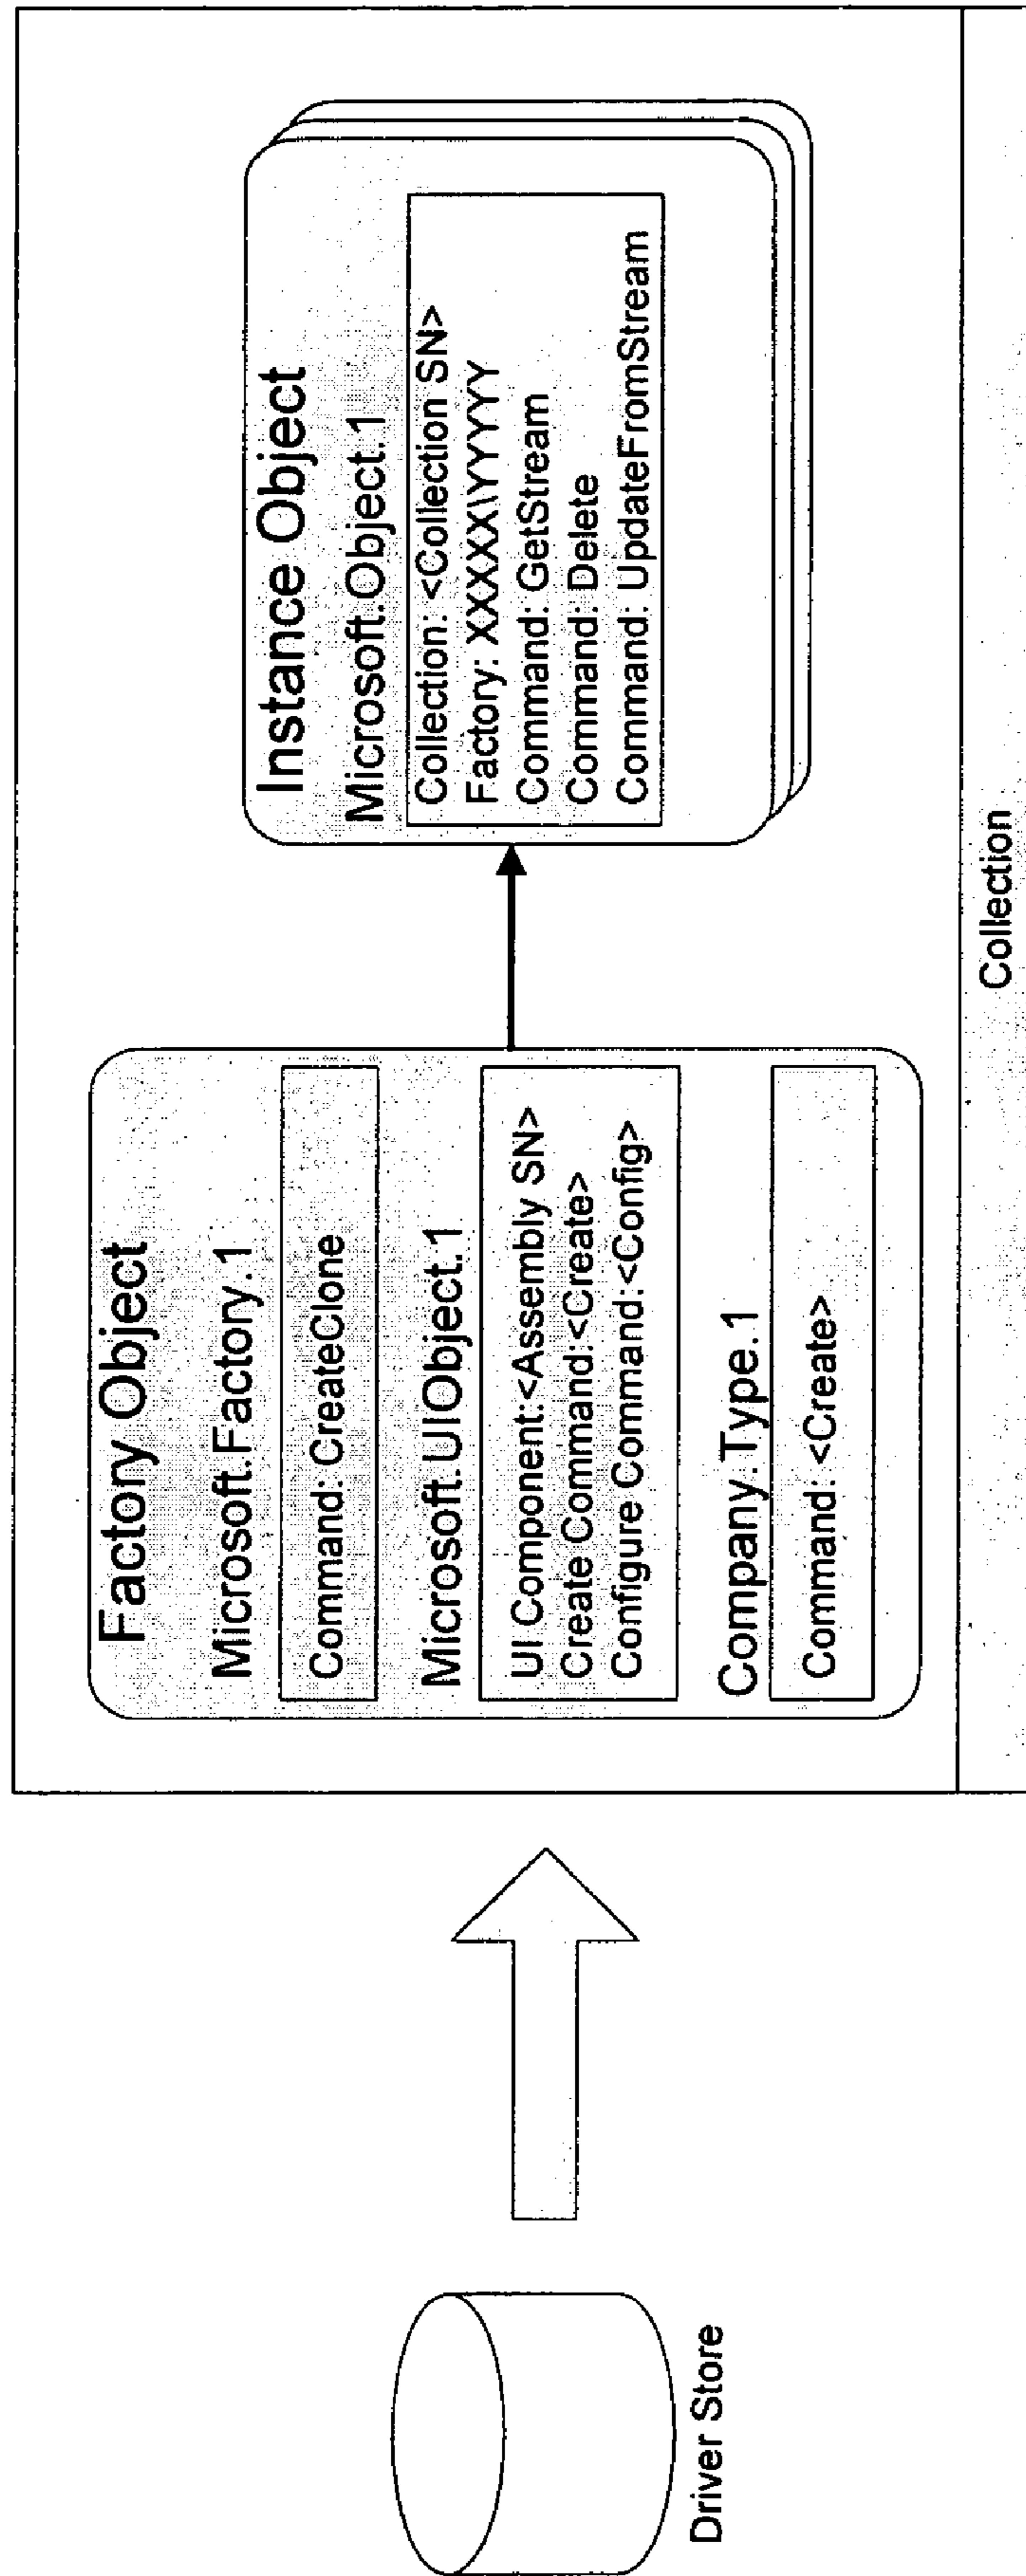 Driver Store
Factory Object
Microsoft.Factory.1
Command: CreateClone
Microsoft.UIObject.1
UI Component:<Assembly SN>
Create Command:<Create>
Configure Command:<Config>
Company.Type.1
Command: <Create>
Instance Object
Microsoft.Object.1
Collection: <Collection SN>
Factory: XXXXX\YYYYY
Command: GetStream
Command: Delete
Command: UpdateFromStream
Collection